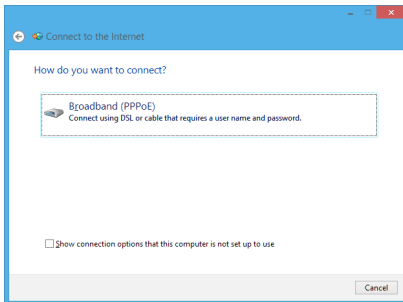 Connect to the Internet
How do you want to connect?
Broadband (PPPoE)
Connect using DSL or cable that requires a user name and password.
Show connection options that this computer is not set up to use
Cancel